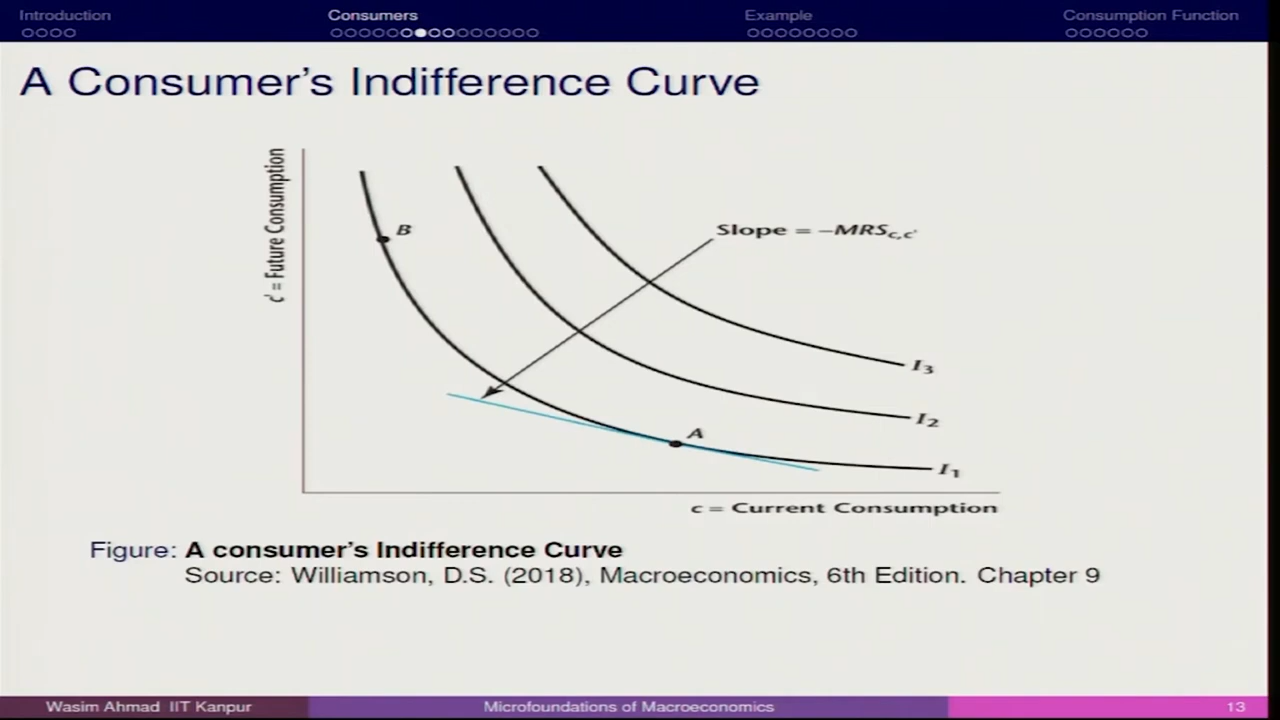 Introduction
Consumers
Example
Consumption Function
A Consumer's Indifference Curve
c' = Future Consumption
B
Slope = −MRSc,c'
I3
I2
A
I1
c = Current Consumption
Figure: A consumer's Indifference Curve
Source: Williamson, D.S. (2018), Macroeconomics, 6th Edition. Chapter 9
Wasim Ahmad IIT Kanpur
Microfoundations of Macroeconomics
13